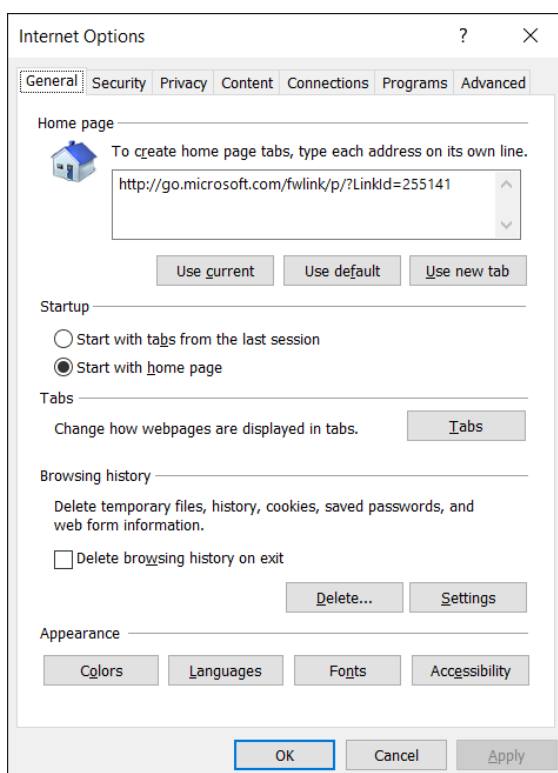 Internet Options ?
General Security Privacy Content Connections Programs Advanced
Home page
To create home page tabs, type each address on its own line.
http://go.microsoft.com/fwlink/p/?LinkId=255141
Use current Use default Use new tab
Startup
Start with tabs from the last session
Start with home page
Tabs
Change how webpages are displayed in tabs. Tabs
Browsing history
Delete temporary files, history, cookies, saved passwords, and
web form information.
Delete browsing history on exit
Delete... Settings
Appearance
Colors Languages Fonts Accessibility
OK Cancel Apply